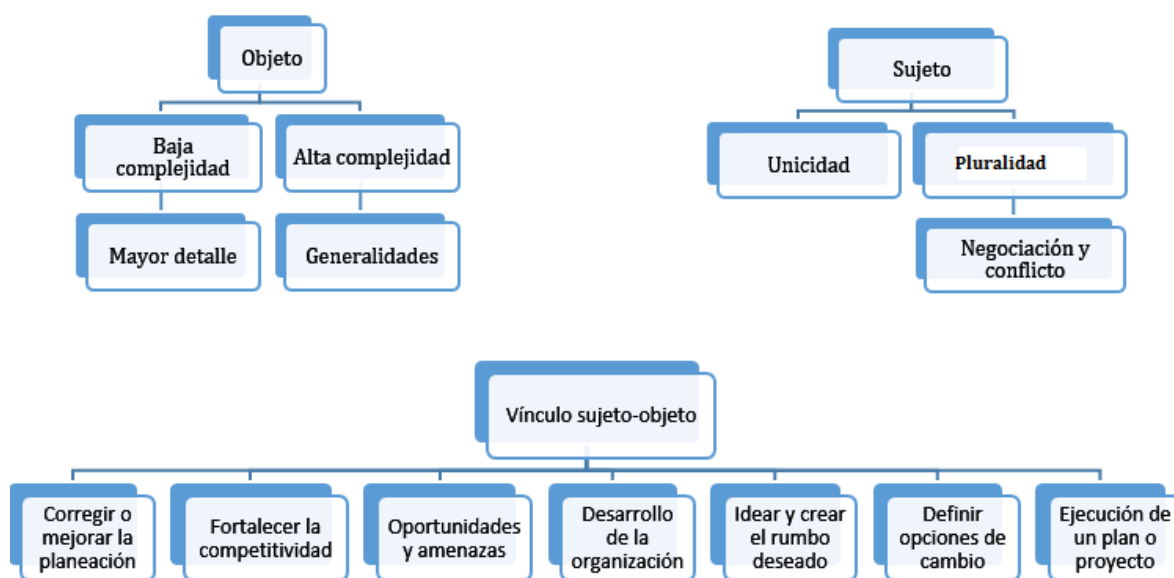 Objeto
Baja
complejidad
Alta complejidad
Mayor detalle
Generalidades
Sujeto
Unicidad
Pluralidad
Negociación y
conflicto
Vínculo sujeto-objeto
Corregir o
mejorar la
planeación
Fortalecer la
competitividad
Oportunidades
y amenazas
Desarrollo
de la
organización
Idear y crear
el rumbo
deseado
Definir
opciones de
cambio
Ejecución de
un plan o
proyecto